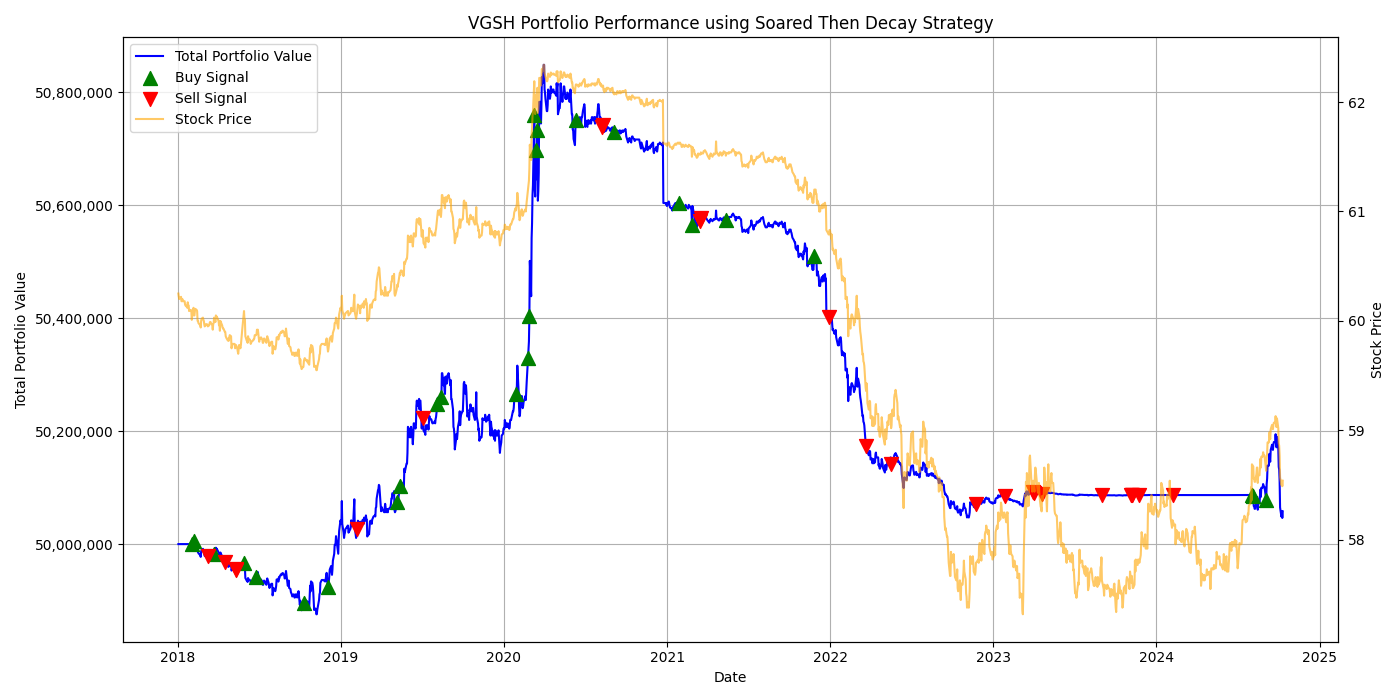 VGSH Portfolio Performance using Soared Then Decay Strategy
Total Portfolio Value
Buy Signal
Sell Signal
Stock Price
Total Portfolio Value
50,800,000
50,600,000
50,400,000
50,200,000
50,000,000
62
61
60
59
58
Stock Price
2018 2019 2020 2021 2022 2023 2024 2025
Date